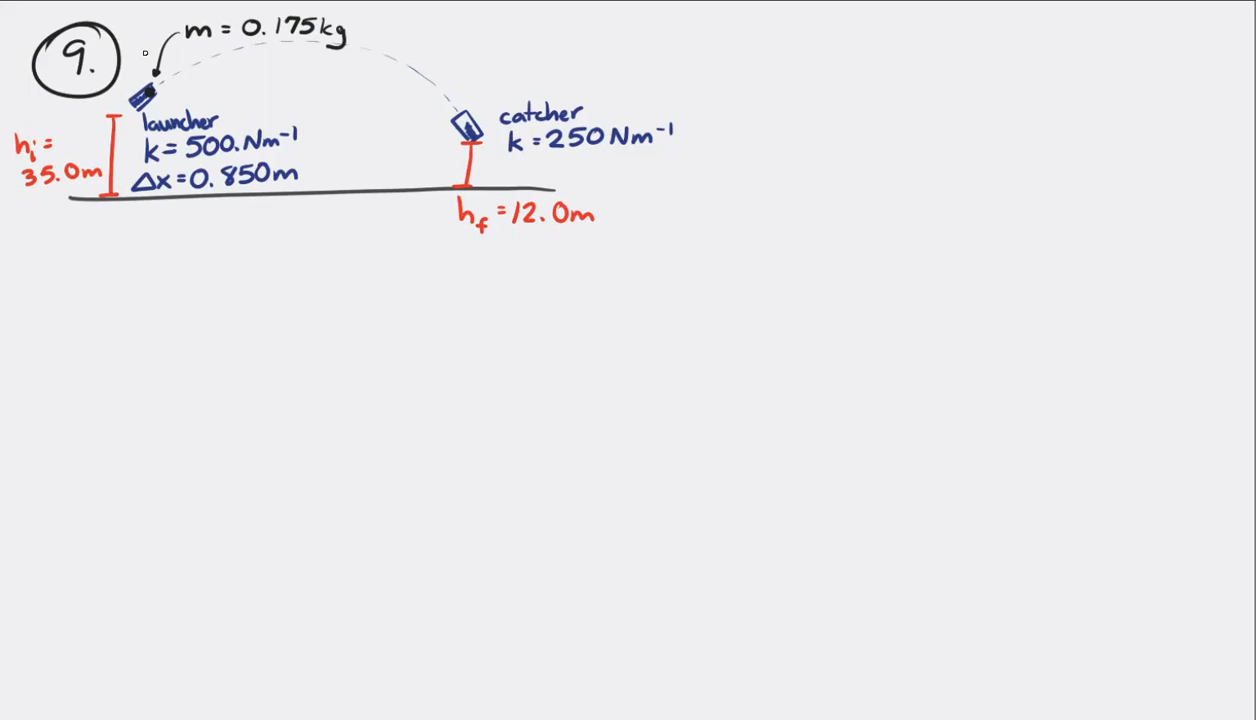 9.
m = 0.175kg
launcher
k = 500. Nm⁻¹
Δx = 0.850m
hᵢ =
35.0m
catcher
k = 250 Nm⁻¹
h_f = 12.0m